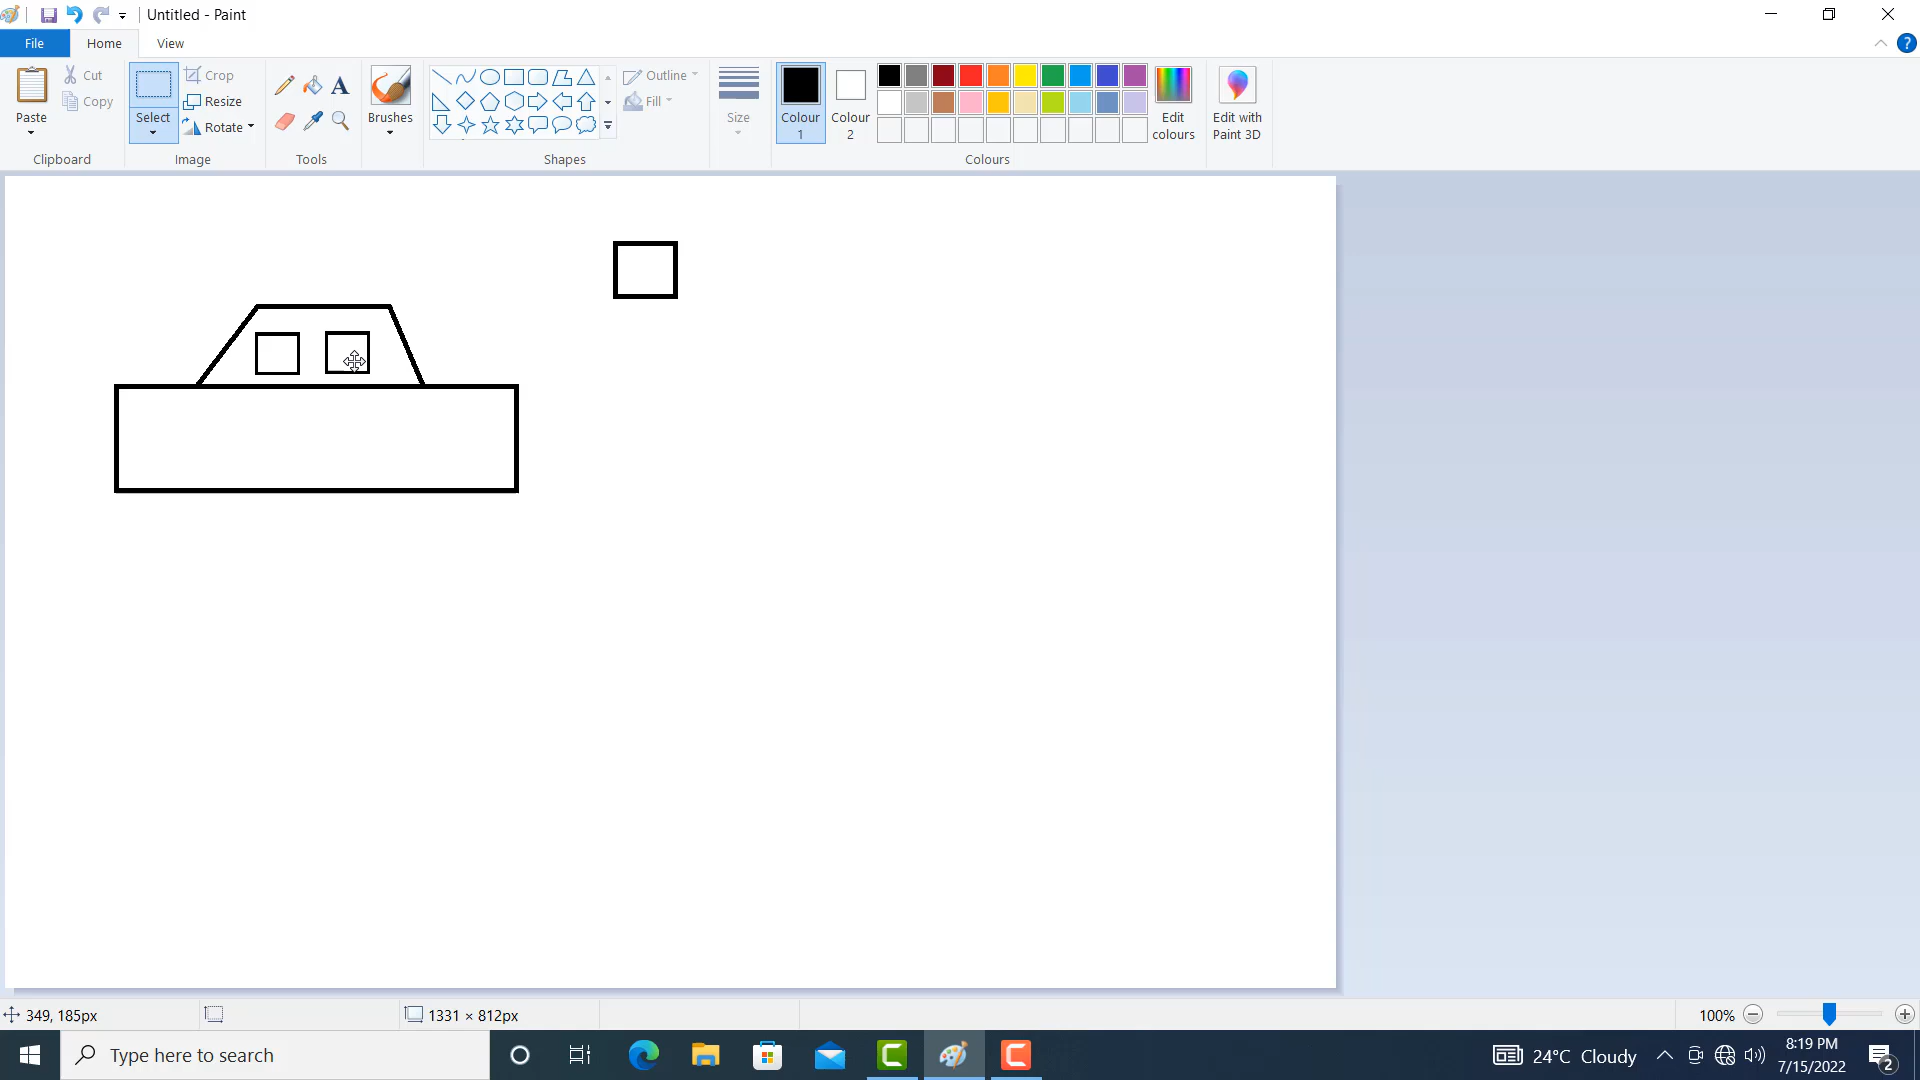 Untitled - Paint
File
Home
View
?
Paste
Cut
Copy
Clipboard
Select
Crop
Resize
Rotate
Image
A
Tools
Brushes
Outline
Fill
Shapes
Size
Colour
1
Colour
2
Edit
colours
Colours
Edit with
Paint 3D
349, 185px
1331 × 812px
100%
Type here to search
24°C Cloudy
8:19 PM
7/15/2022
2